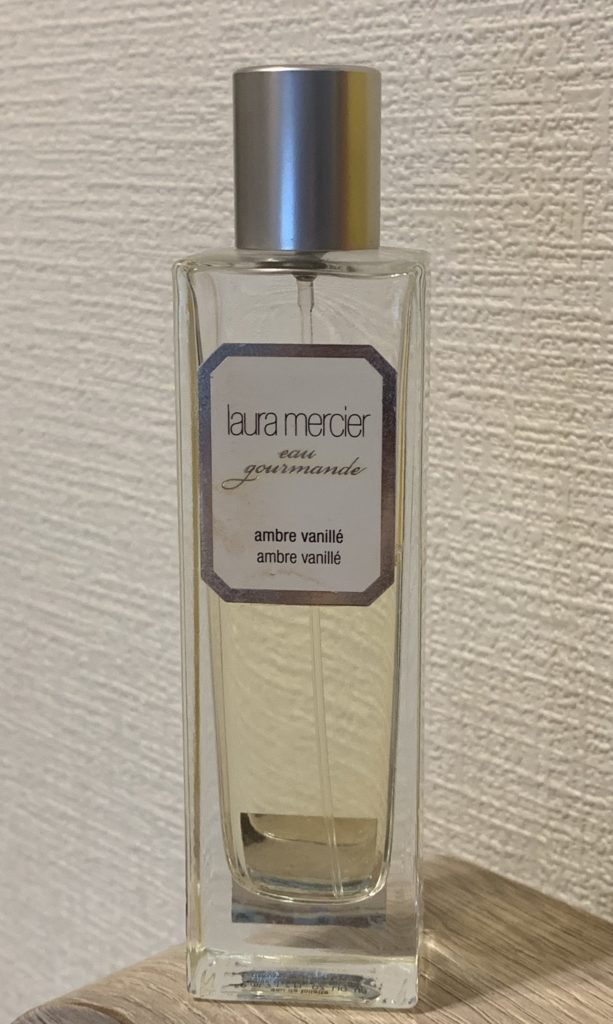 laura mercier
eau
gourmande
ambre vanillé
ambre vanillé